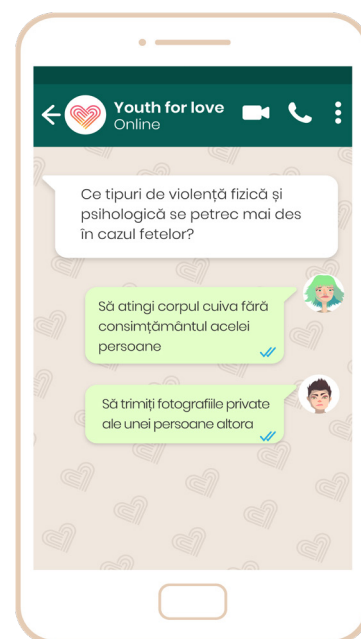 Youth for love
Online
Ce tipuri de violență fizică și
psihologică se petrec mai des
în cazul fetelor?
Să atingi corpul cuiva fără
consimțământul acelei
persoane
Să trimiți fotografiile private
ale unei persoane altora